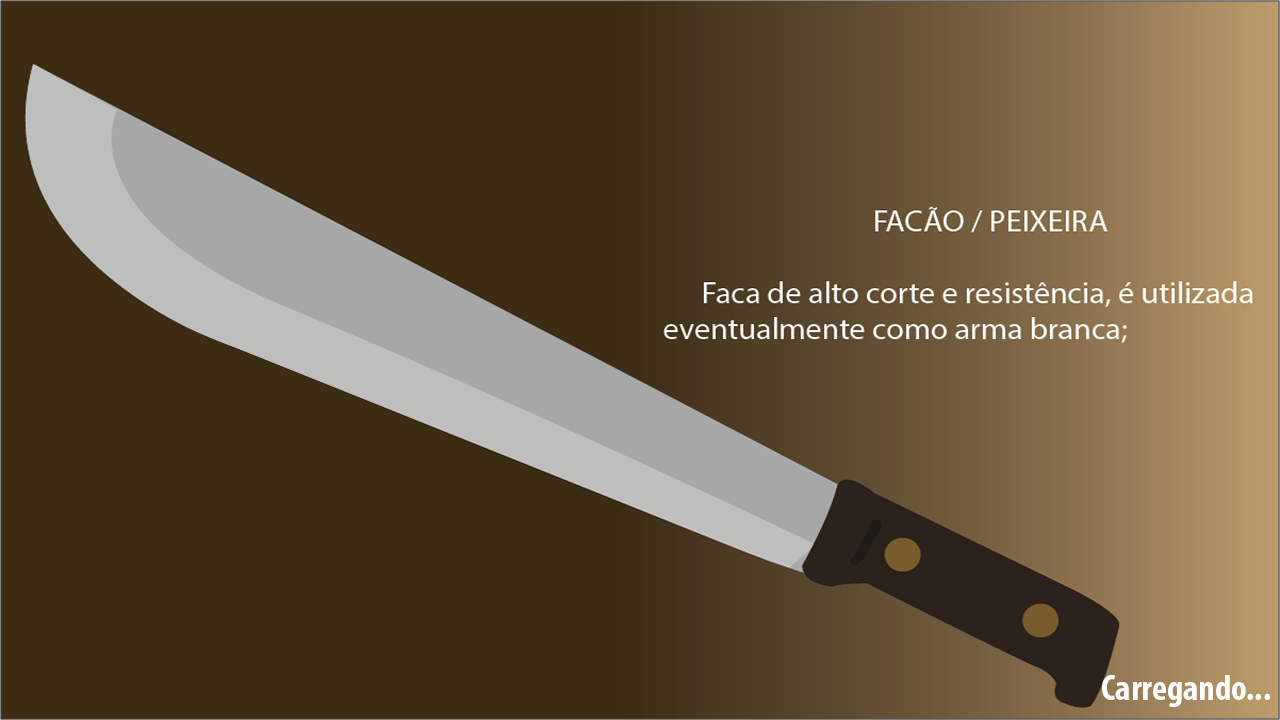 FACÃO / PEIXEIRA
Faca de alto corte e resistência, é utilizada
eventualmente como arma branca;
Carregando...